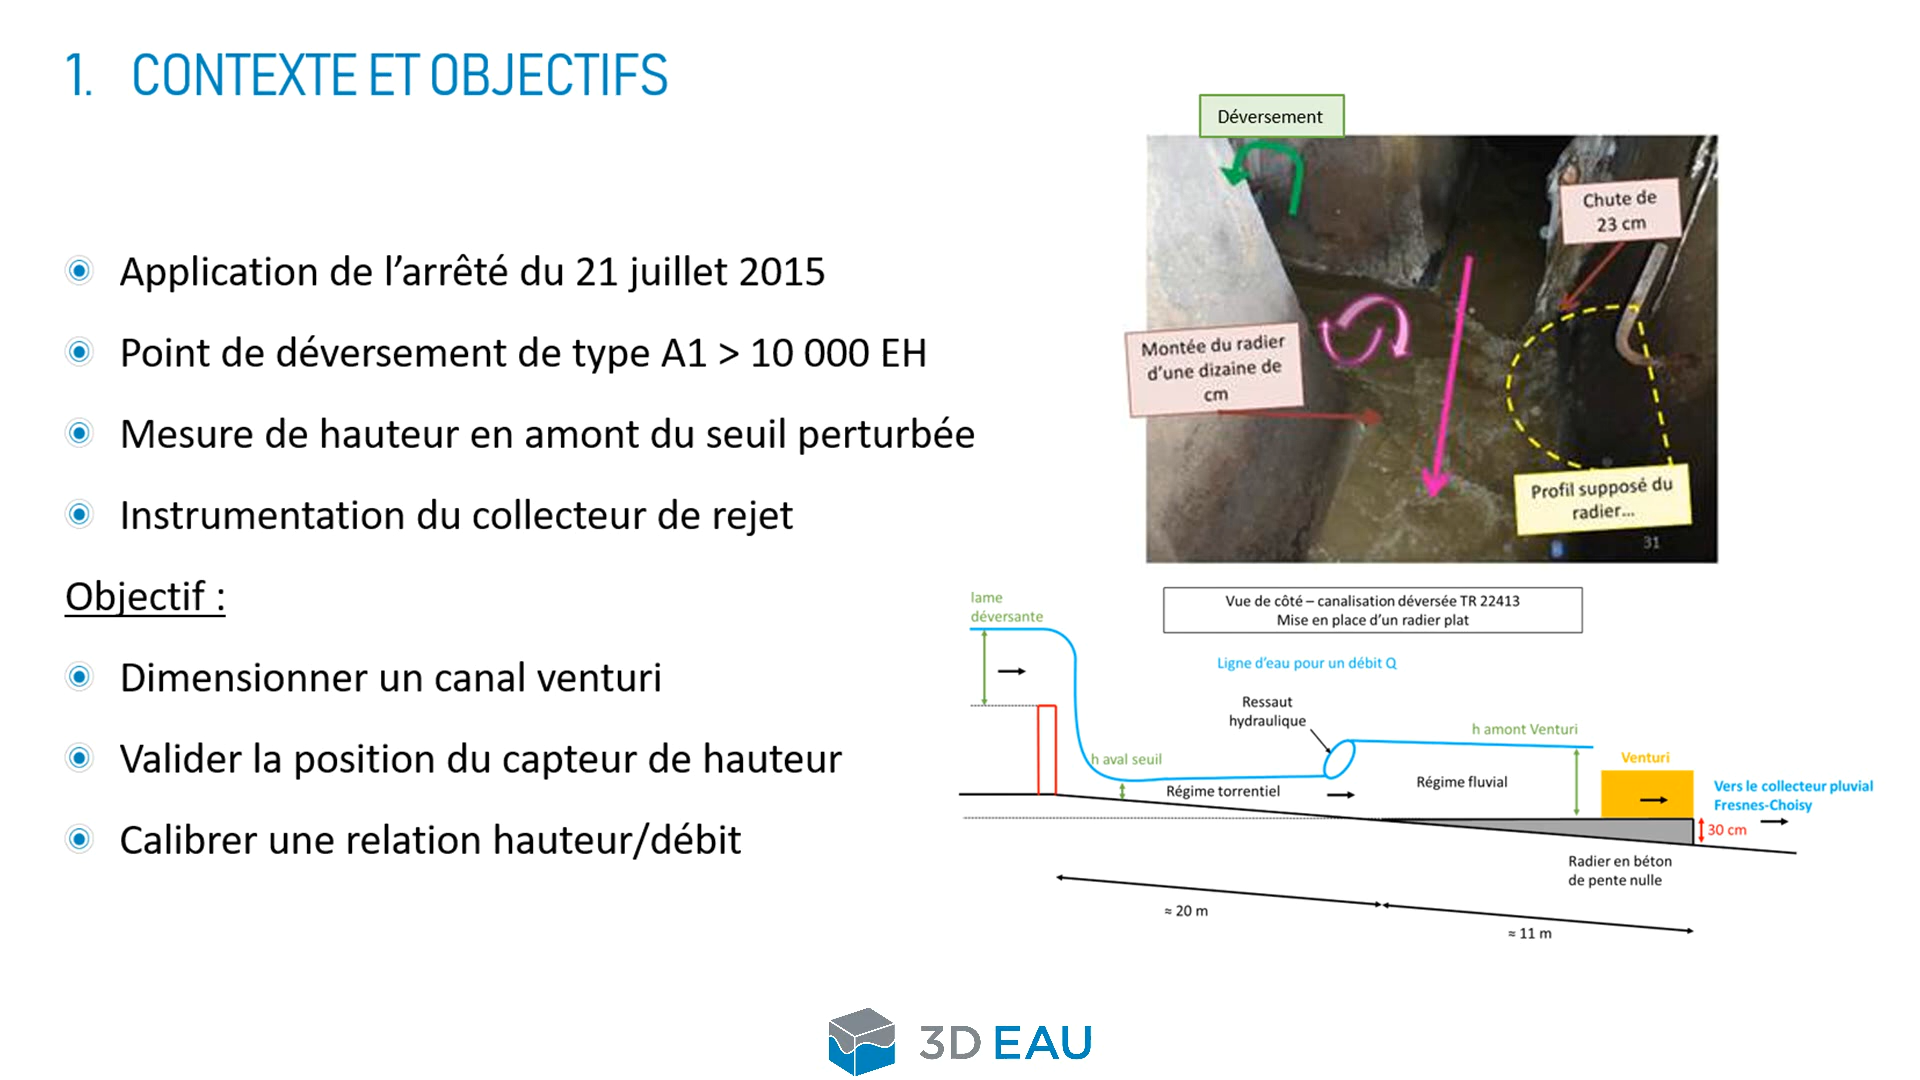 1. CONTEXTE ET OBJECTIFS
Application de l’arrêté du 21 juillet 2015
Point de déversement de type A1 > 10 000 EH
Mesure de hauteur en amont du seuil perturbée
Instrumentation du collecteur de rejet
Objectif :
Dimensionner un canal venturi
Valider la position du capteur de hauteur
Calibrer une relation hauteur/débit
Déversement
Chute de
23 cm
Montée du radier
d’une dizaine de
cm
Profil supposé du
radier...
31
lame
déversante
Vue de côté – canalisation déversée TR 22413
Mise en place d’un radier plat
Ligne d’eau pour un débit Q
Ressaut
hydraulique
h amont Venturi
h aval seuil
Régime torrentiel
Régime fluvial
Venturi
Vers le collecteur pluvial
Fresnes-Choisy
30 cm
Radier en béton
de pente nulle
≈ 20 m
≈ 11 m
3D EAU